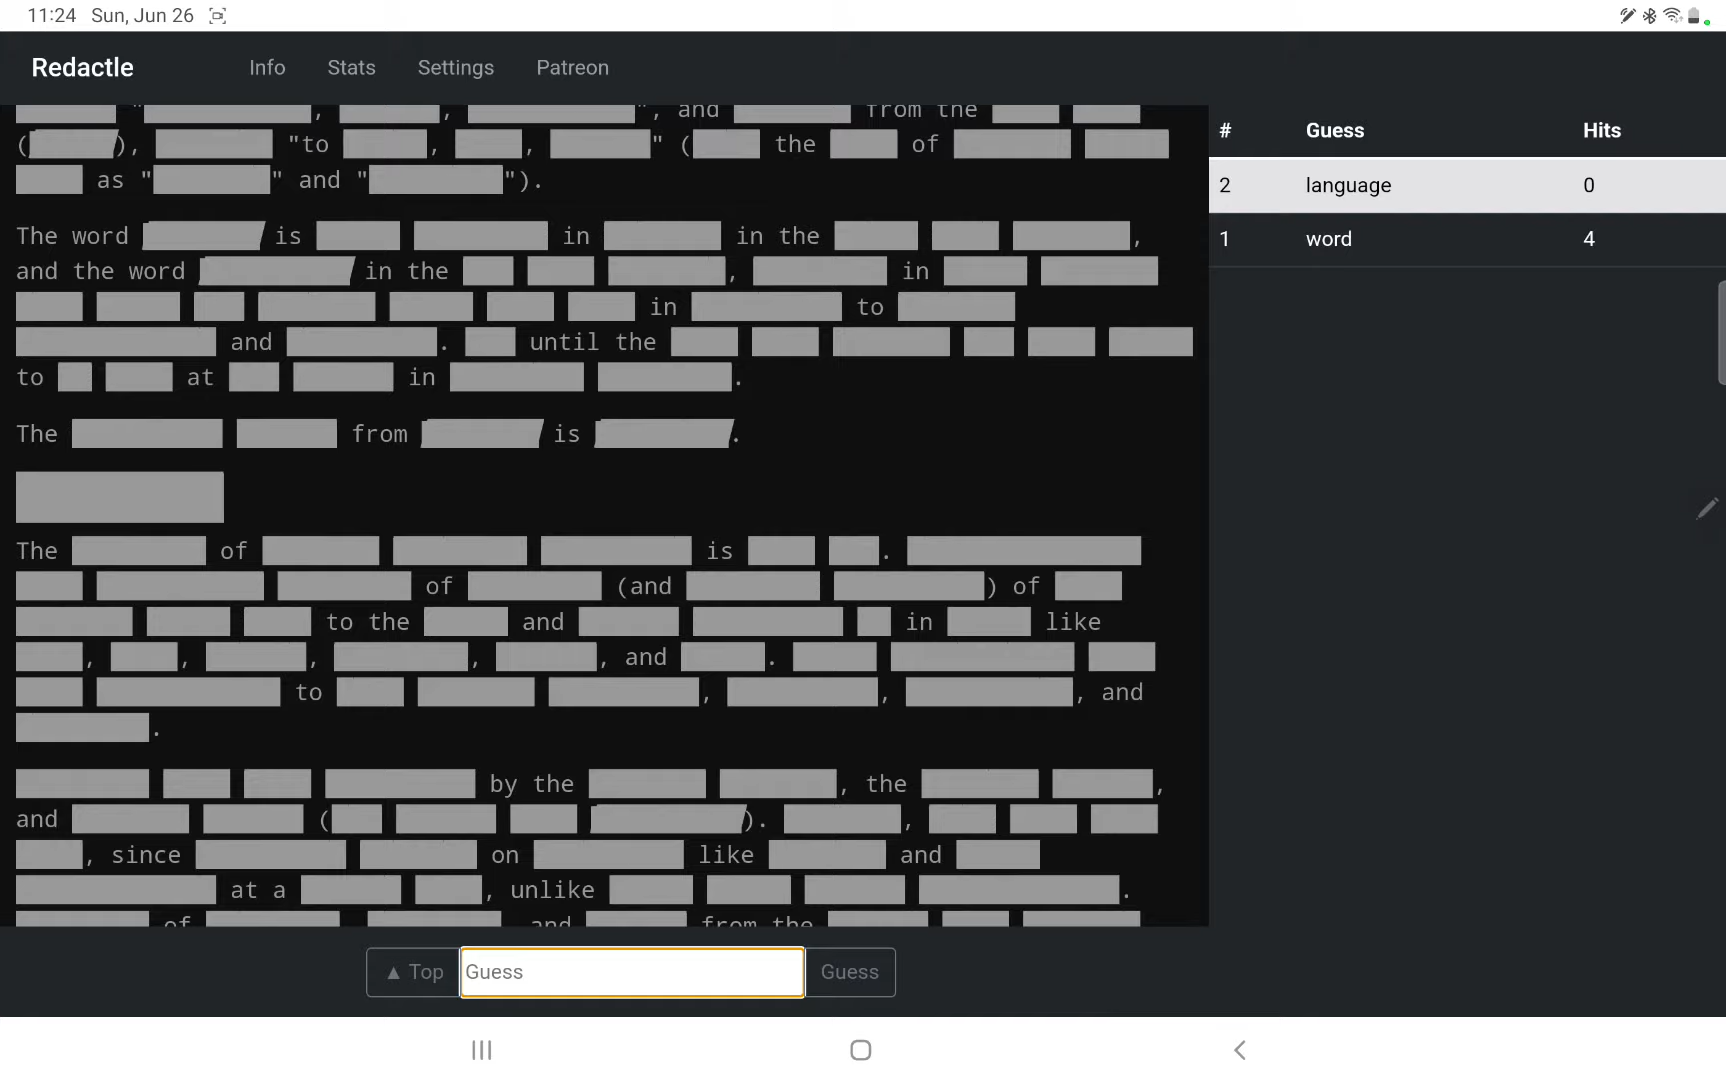 11:24 Sun, Jun 26
Redactle Info Stats Settings Patreon
" , , ", and from the
( ), "to , , " ( the of
as " " and " ").
The word is in in the ,
and the word in the , in
in to
and . until the
to at in .
The from is .
The of is .
of (and ) of
to the and in like
, , , , , and .
to , , , and
.
by the , the ,
and ( ). ,
, since on like and
at a , unlike .
of , and from the
# Guess Hits
2 language 0
1 word 4
▲ Top Guess Guess